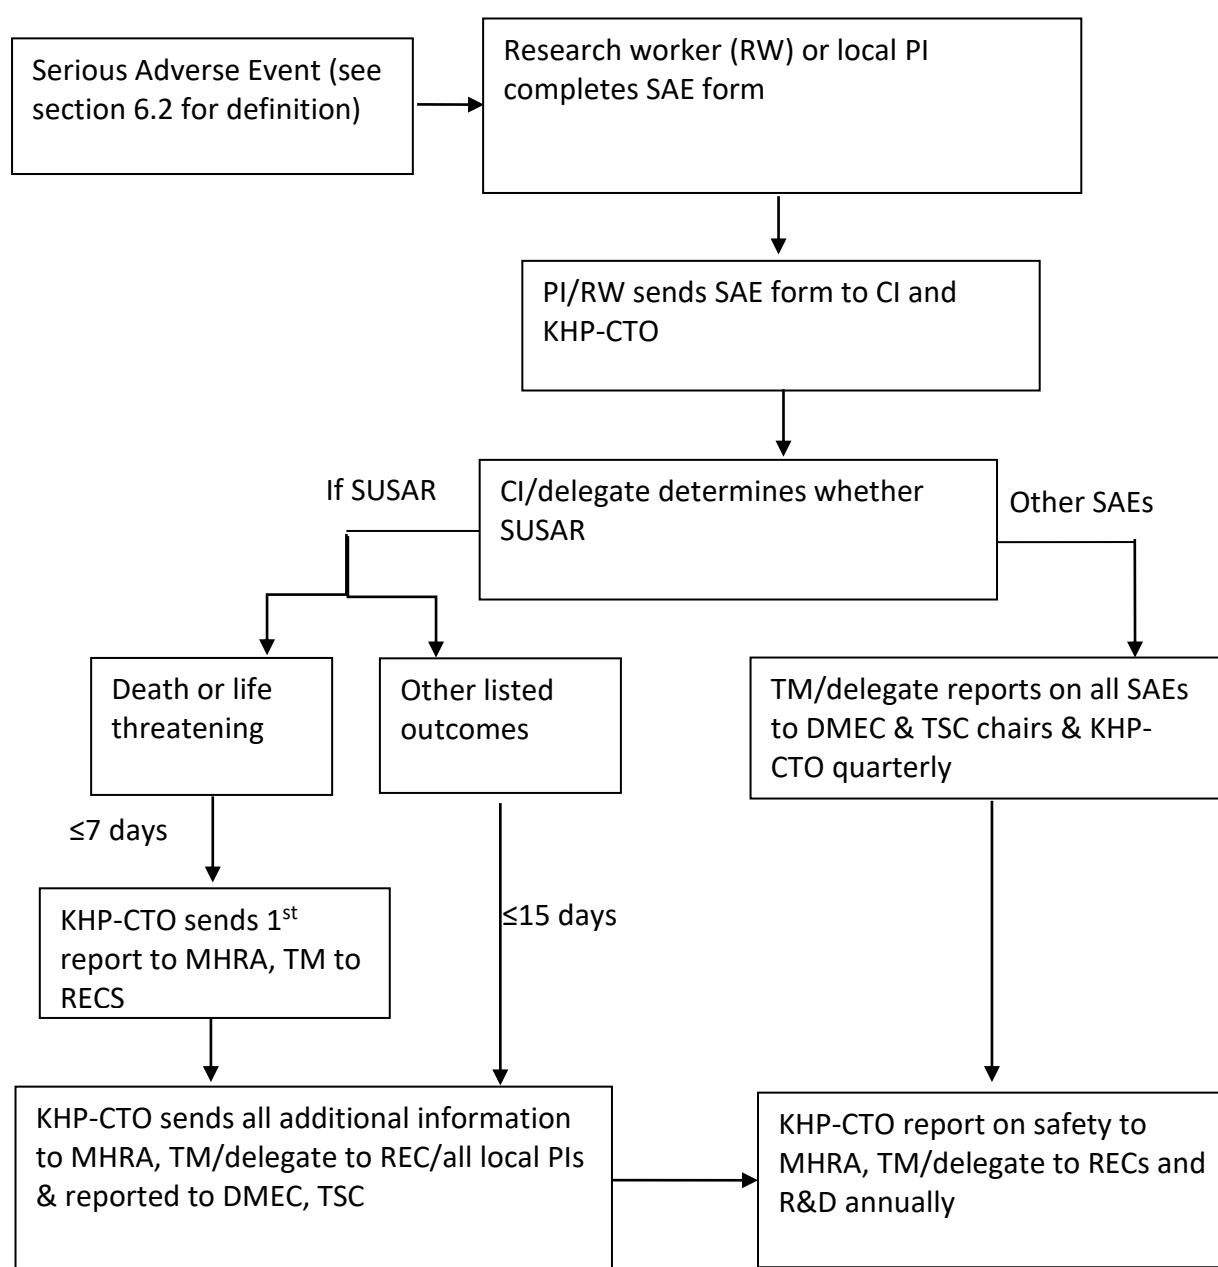 Serious Adverse Event (see
section 6.2 for definition)
Research worker (RW) or local PI
completes SAE form
PI/RW sends SAE form to CI and
KHP-CTO
If SUSAR
CI/delegate determines whether
SUSAR
Other SAEs
Death or life
threatening
Other listed
outcomes
TM/delegate reports on all SAEs
to DMEC & TSC chairs & KHP-
CTO quarterly
≤7 days
KHP-CTO sends 1st
report to MHRA, TM to
RECS
≤15 days
KHP-CTO sends all additional information
to MHRA, TM/delegate to REC/all local PIs
& reported to DMEC, TSC
KHP-CTO report on safety to
MHRA, TM/delegate to RECs and
R&D annually